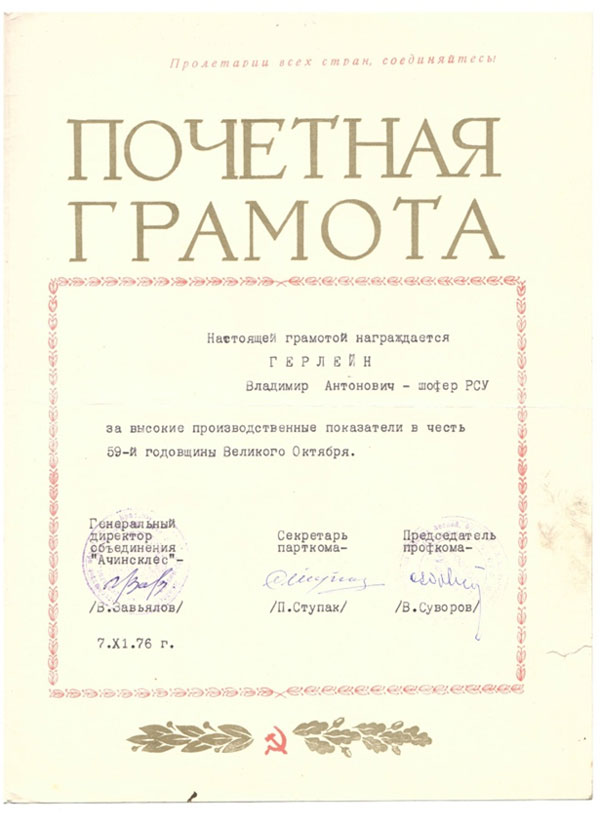 Пролетарии всех стран, соединяйтесь!
ПОЧЕТНАЯ
ГРАМОТА
Настоящей грамотой награждается
ГЕРЛЕЙН
Владимир Антонович - шофер РСУ
за высокие производственные показатели в честь
59-й годовщины Великого Октября.
Генеральный
директор
объединения
"Ачинсклес"-
/В.Завьялов/
Секретарь
парткома-
/П.Ступак/
Председатель
профкома-
/В.Суворов/
7.X1.76 г.